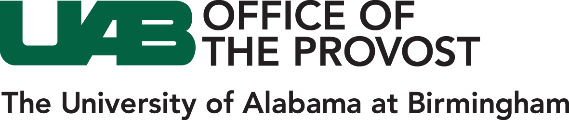 UAB OFFICE OF
THE PROVOST
The University of Alabama at Birmingham